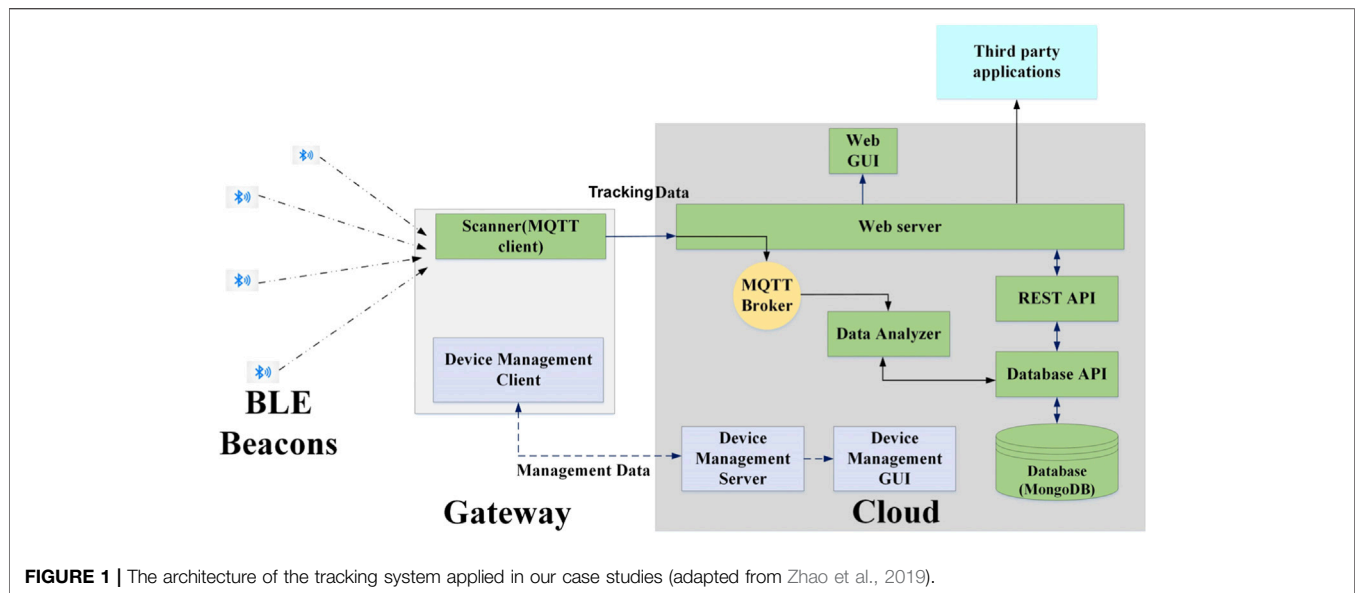 Third party
applications
Web
GUI
Tracking Data
Scanner(MQTT
client)
Web server
MQTT
Broker
REST API
Data Analyzer
Device Management
Client
Database API
BLE
Beacons
Device
Management
Server
Device
Management
GUI
Management Data
Database
(MongoDB)
Gateway
Cloud
FIGURE 1 | The architecture of the tracking system applied in our case studies (adapted from Zhao et al., 2019).